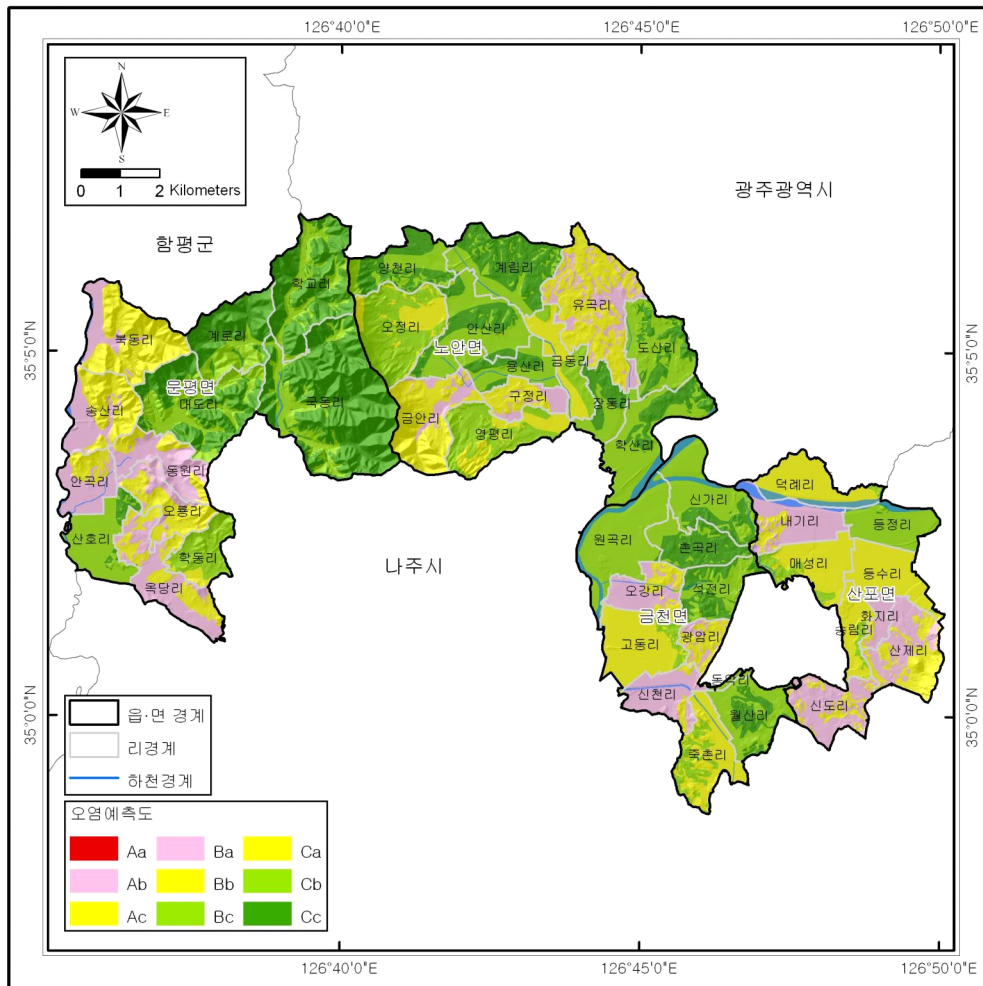 126°40'0"E 126°45'0"E 126°50'0"E
N
W E
S
0 1 2 Kilometers
광주광역시
함평군
학교리
양천리
계림리
유곡리
북동리
계로리
오정리
안산리
35°5'0"N
35°5'0"N
노안면
용산리
금동리
도산리
문평면
대도리
국동리
송산리
금안리
구정리
장동리
영평리
학산리
동원리
안곡리
오룡리
신가리
덕례리
내기리
등정리
산호리
학동리
원곡리
촌곡리
나주시
매성리
등수리
옥당리
오강리
석전리
산포면
금천면
화지리
송림리
고동리
광암리
산제리
동악리
신천리
신도리
월산리
죽촌리
35°0'0"N
35°0'0"N
읍·면 경계
리경계
하천경계
오염예측도
Aa Ba Ca
Ab Bb Cb
Ac Bc Cc
126°40'0"E 126°45'0"E 126°50'0"E